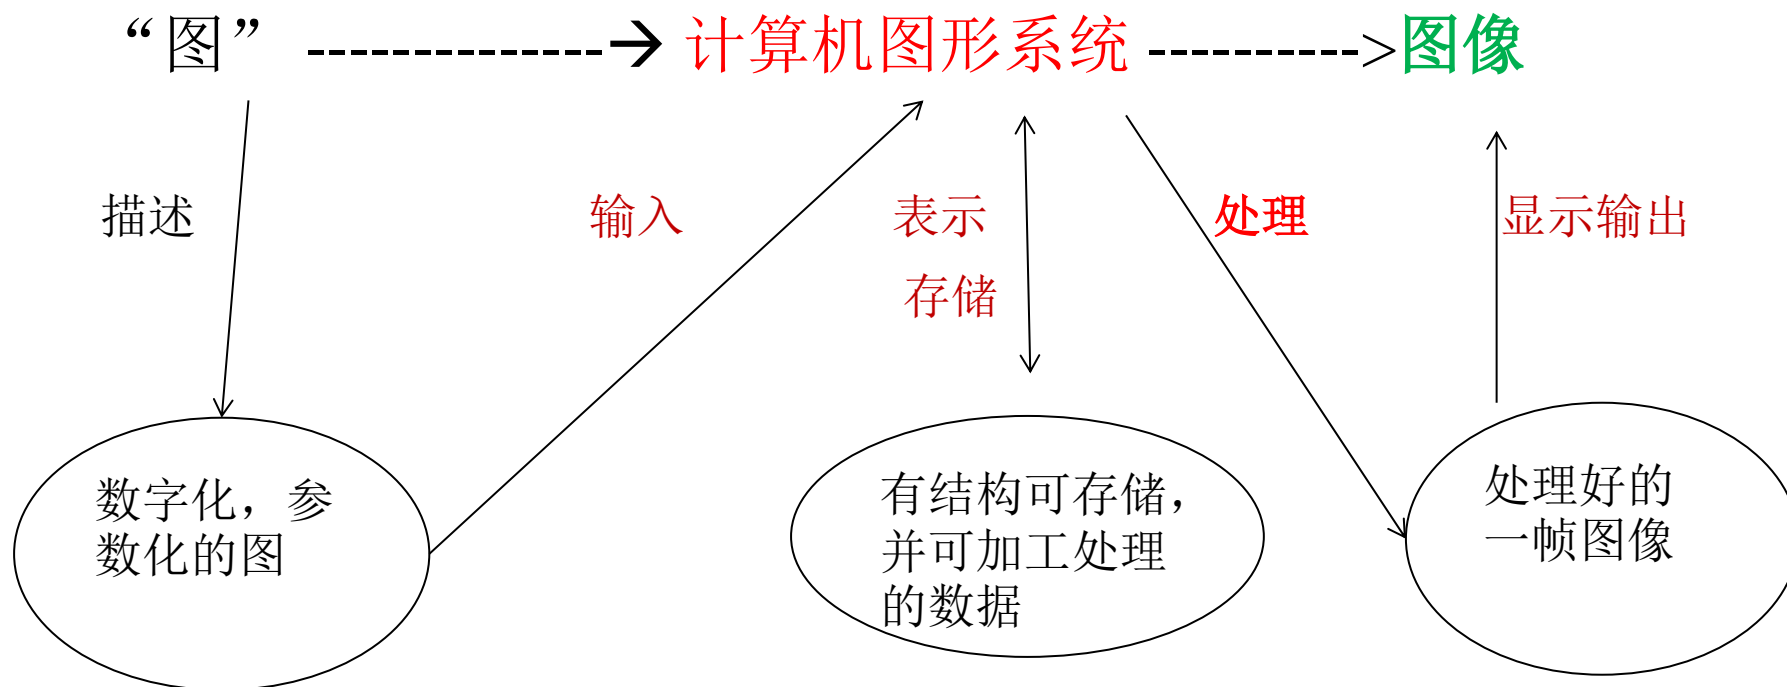 “图” --------------→ 计算机图形系统 ---------->图像
描述
输入
表示
存储
处理
显示输出
数字化，参
数化的图
有结构可存储，
并可加工处理
的数据
处理好的
一帧图像